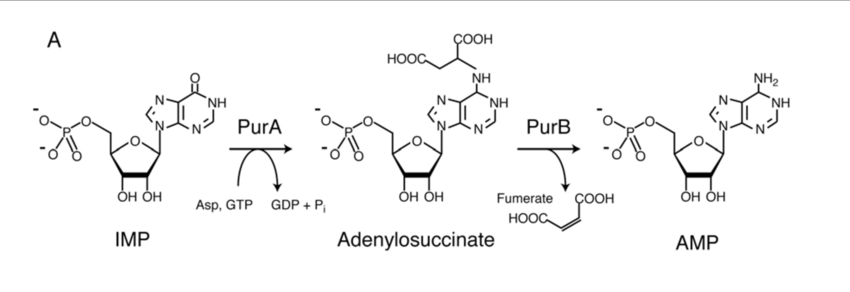 A
COOH
HOOC
O
NH
NH
NH2
N
NH
N
NH
N
NH
N
N
N
N
N
N
-
O
O
P
-
O
O
O
-
O
O
P
-
O
O
O
-
O
O
P
-
O
O
O
PurA
PurB
OH OH
OH OH
OH OH
Asp, GTP
GDP + Pi
Fumerate
COOH
HOOC
IMP
Adenylosuccinate
AMP